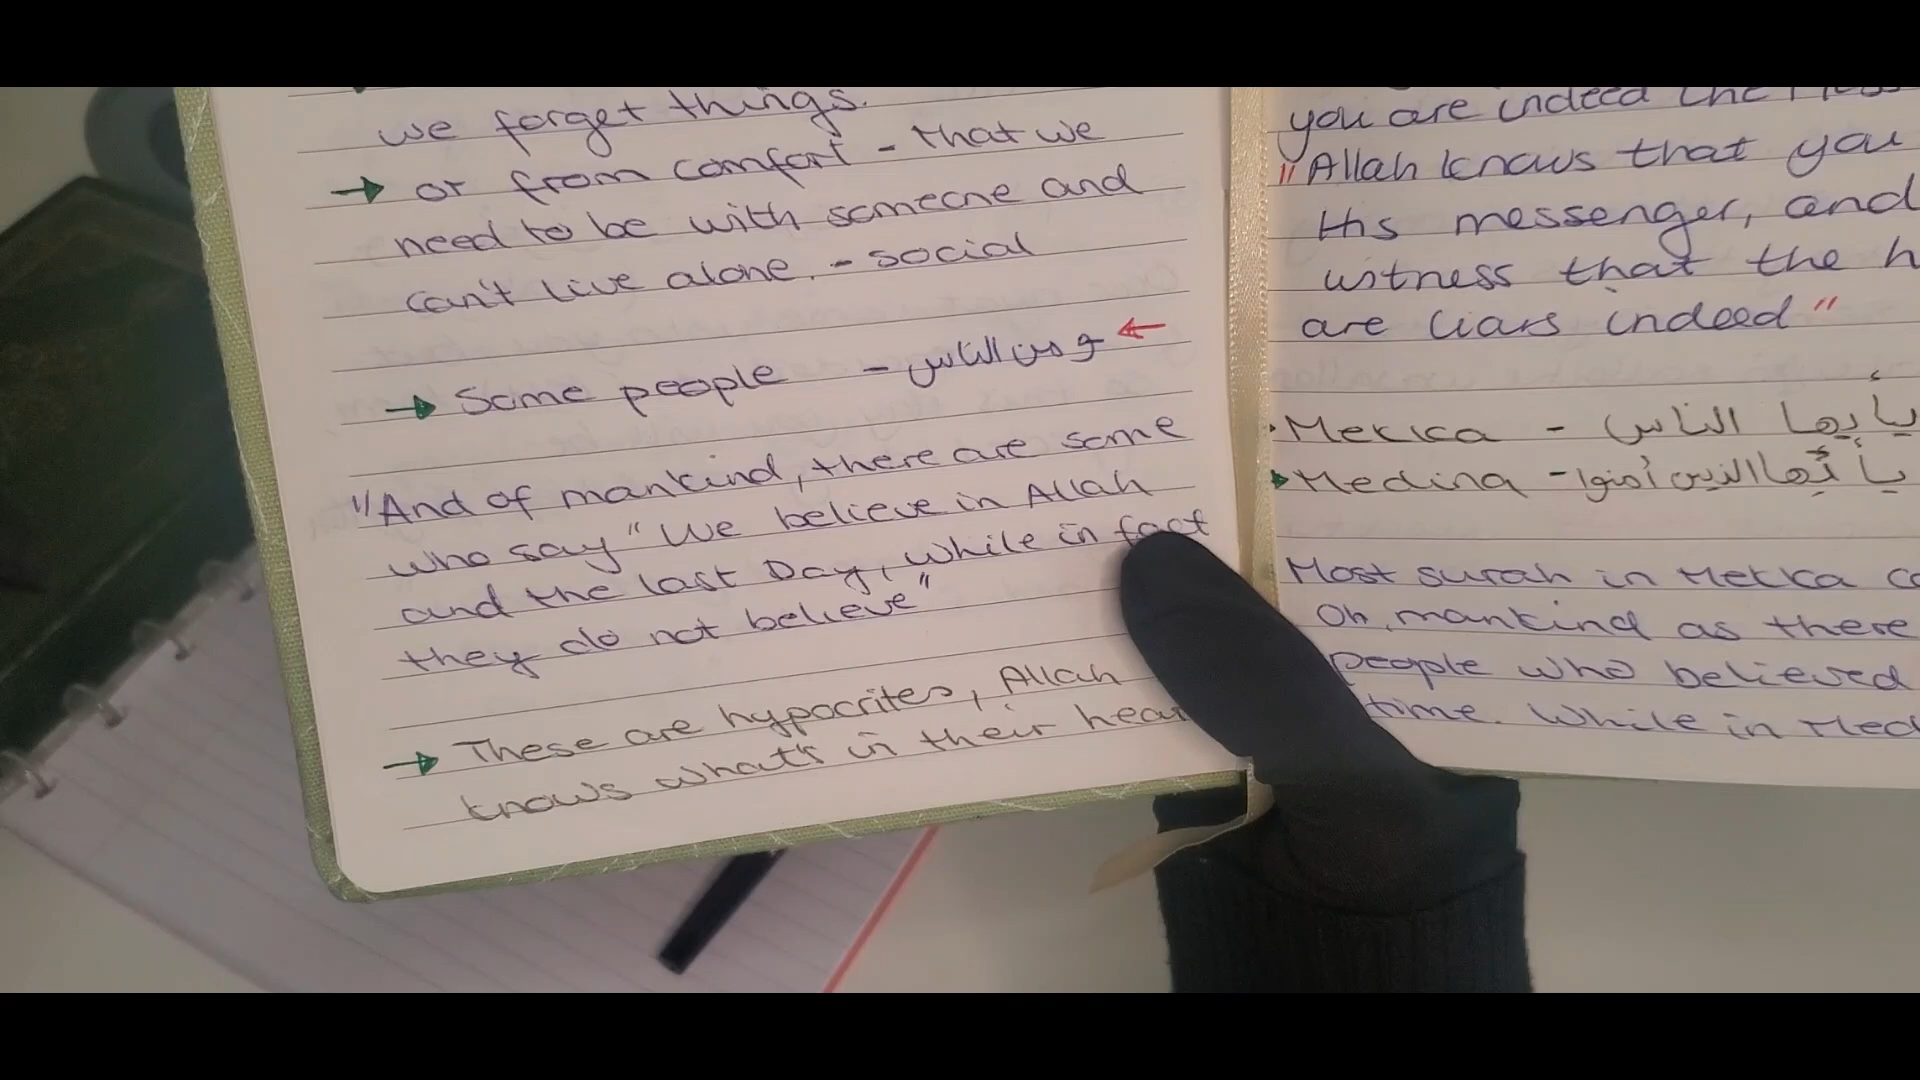 we forget things.
→ or from comfort - that we
need to be with someone and
can't live alone. - social
→ Some people - ومن الناس ←
"And of mankind, there are some
who say "We believe in Allah
and the last Day, while in fact
they do not believe"
→ These are hypocrites, Allah
knows what's in their
you are indeed the
"Allah knows that you
His messenger, and
witness that the
are liars indeed"
Mekka - يا أيها الناس
Medina - يا أيها الذين أمنوا
Most surah in Mekka
Oh, mankind as there
people who believed
time. While in